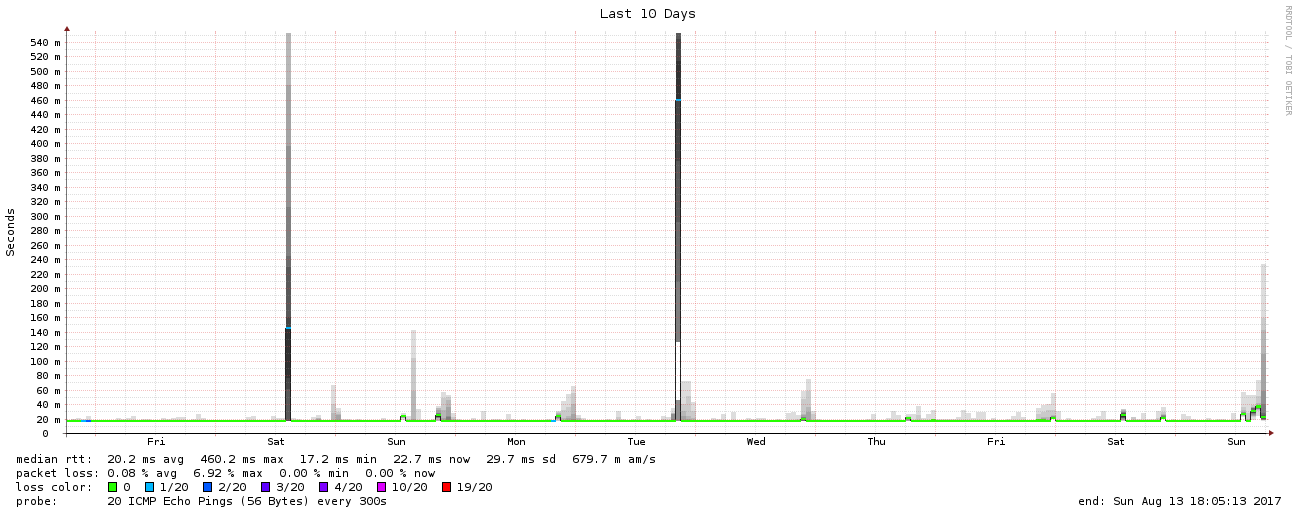 Last 10 Days
RRDTOOL / TOBI OETIKER
Seconds
540 m
520 m
500 m
480 m
460 m
440 m
420 m
400 m
380 m
360 m
340 m
320 m
300 m
280 m
260 m
240 m
220 m
200 m
180 m
160 m
140 m
120 m
100 m
80 m
60 m
40 m
20 m
0
Fri Sat Sun Mon Tue Wed Thu Fri Sat Sun
median rtt: 20.2 ms avg 460.2 ms max 17.2 ms min 22.7 ms now 29.7 ms sd 679.7 m am/s
packet loss: 0.08 % avg 6.92 % max 0.00 % min 0.00 % now
loss color: 0 1/20 2/20 3/20 4/20 10/20 19/20
probe: 20 ICMP Echo Pings (56 Bytes) every 300s
end: Sun Aug 13 18:05:13 2017